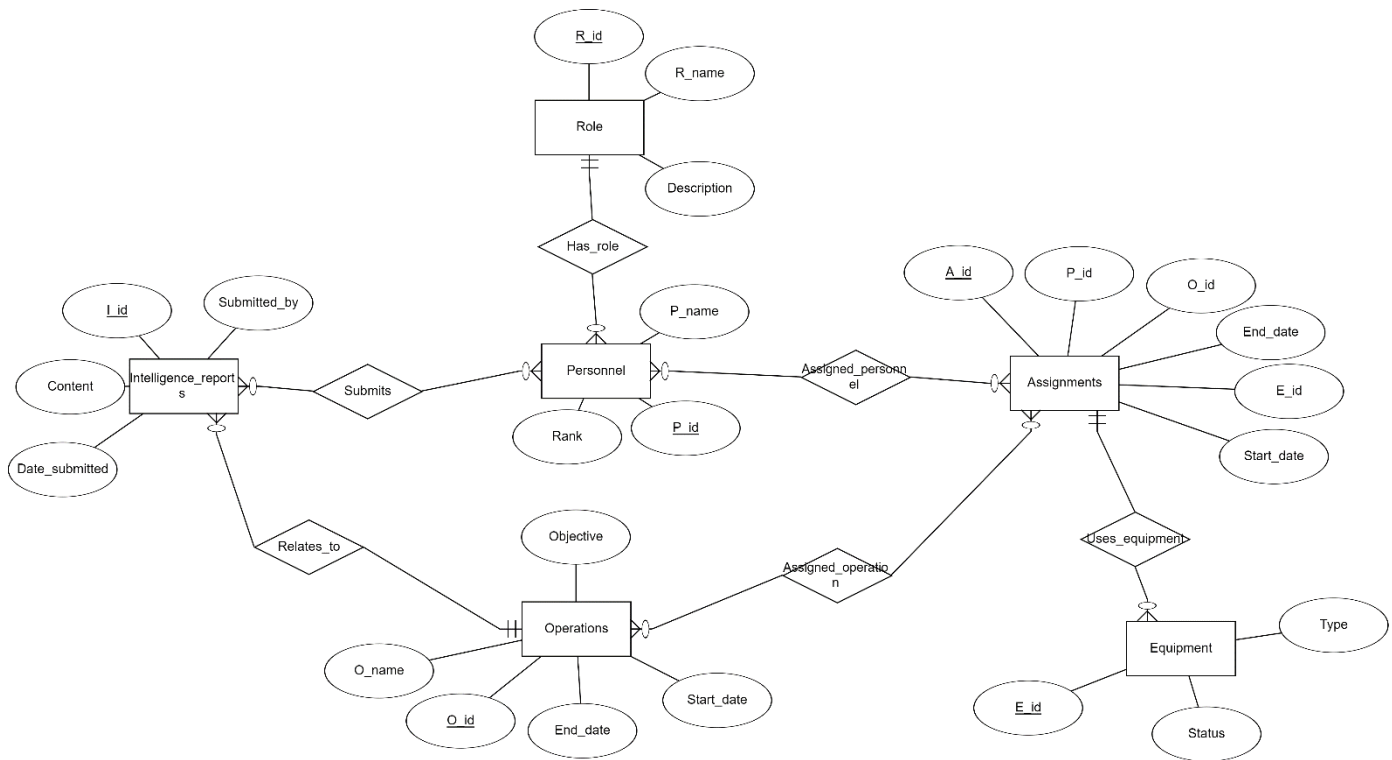 R_id
R_name
Role
Description
Has_role
A_id
P_id
O_id
I_id
Submitted_by
P_name
End_date
Content
Intelligence_report
s
Submits
Personnel
Assigned_personn
el
Assignments
E_id
Date_submitted
Rank
P_id
Start_date
Relates_to
Objective
Assigned_operatio
n
Uses_equipment
Operations
Type
Equipment
O_name
Start_date
E_id
O_id
End_date
Status